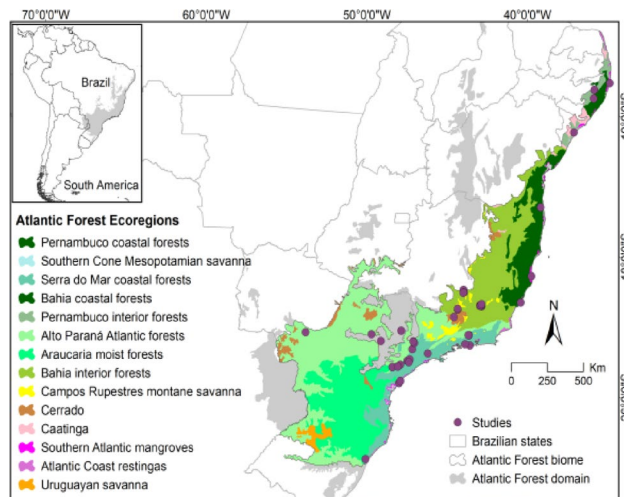 70°0'0"W
50°0'0"W
40°0'0"W
Brazil
South America
10°0'0"S
Atlantic Forest Ecoregions
Pernambuco coastal forests
Southern Cone Mesopotamian savanna
Serra do Mar coastal forests
Bahia coastal forests
Pernambuco interior forests
Alto Paraná Atlantic forests
Araucaria moist forests
Bahia interior forests
Campos Rupestres montane savanna
Cerrado
Caatinga
Southern Atlantic mangroves
Atlantic Coast restingas
Uruguayan savanna
N
0 250 500
Km
Studies
Brazilian states
Atlantic Forest biome
Atlantic Forest domain